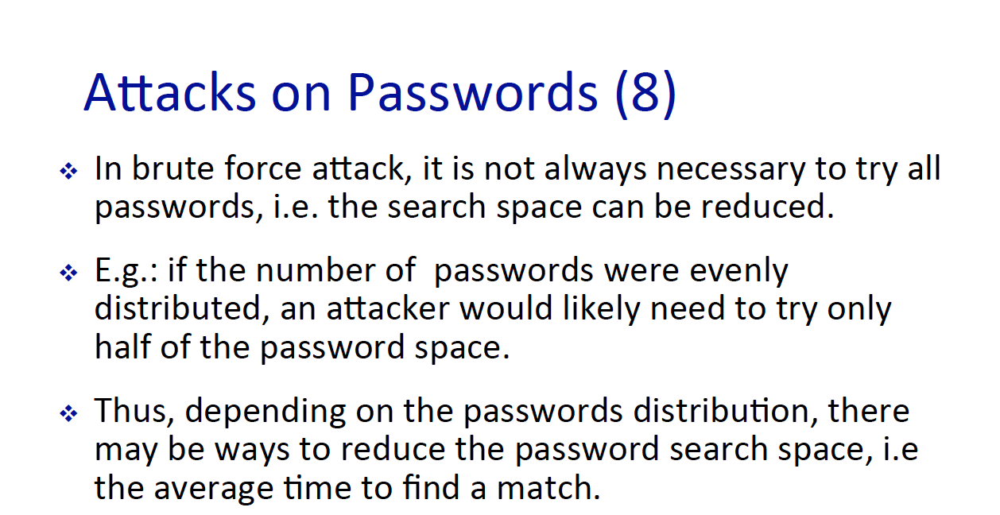 Attacks on Passwords (8)
❖ In brute force attack, it is not always necessary to try all
passwords, i.e. the search space can be reduced.
❖ E.g.: if the number of  passwords were evenly
distributed, an attacker would likely need to try only
half of the password space.
❖ Thus, depending on the passwords distribution, there
may be ways to reduce the password search space, i.e
the average time to find a match.